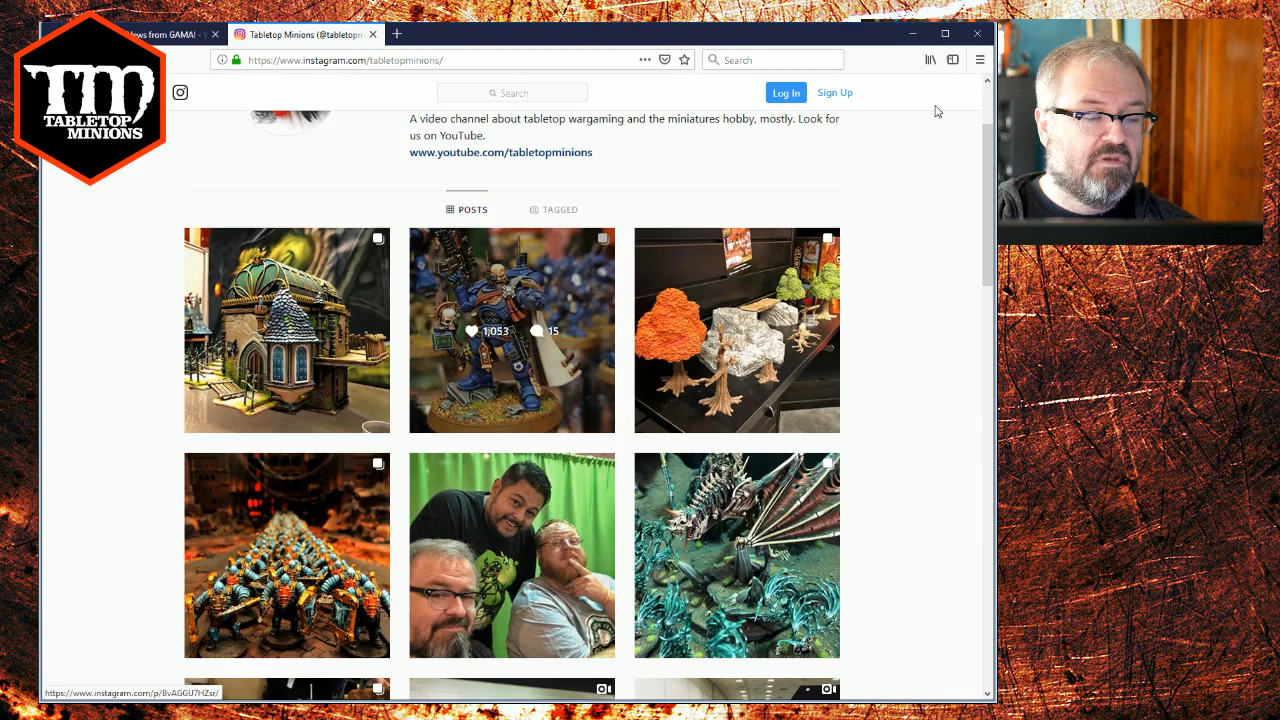 News from GAMA! - Y
Tabletop Minions (@tabletopm
https://www.instagram.com/tabletopminions/
Search
TM
TABLETOP
MINIONS
Search
Log In
Sign Up
A video channel about tabletop wargaming and the miniatures hobby, mostly. Look for
us on YouTube.
www.youtube.com/tabletopminions
POSTS
TAGGED
1,053
15
https://www.instagram.com/p/BvAGGU7HZsr/